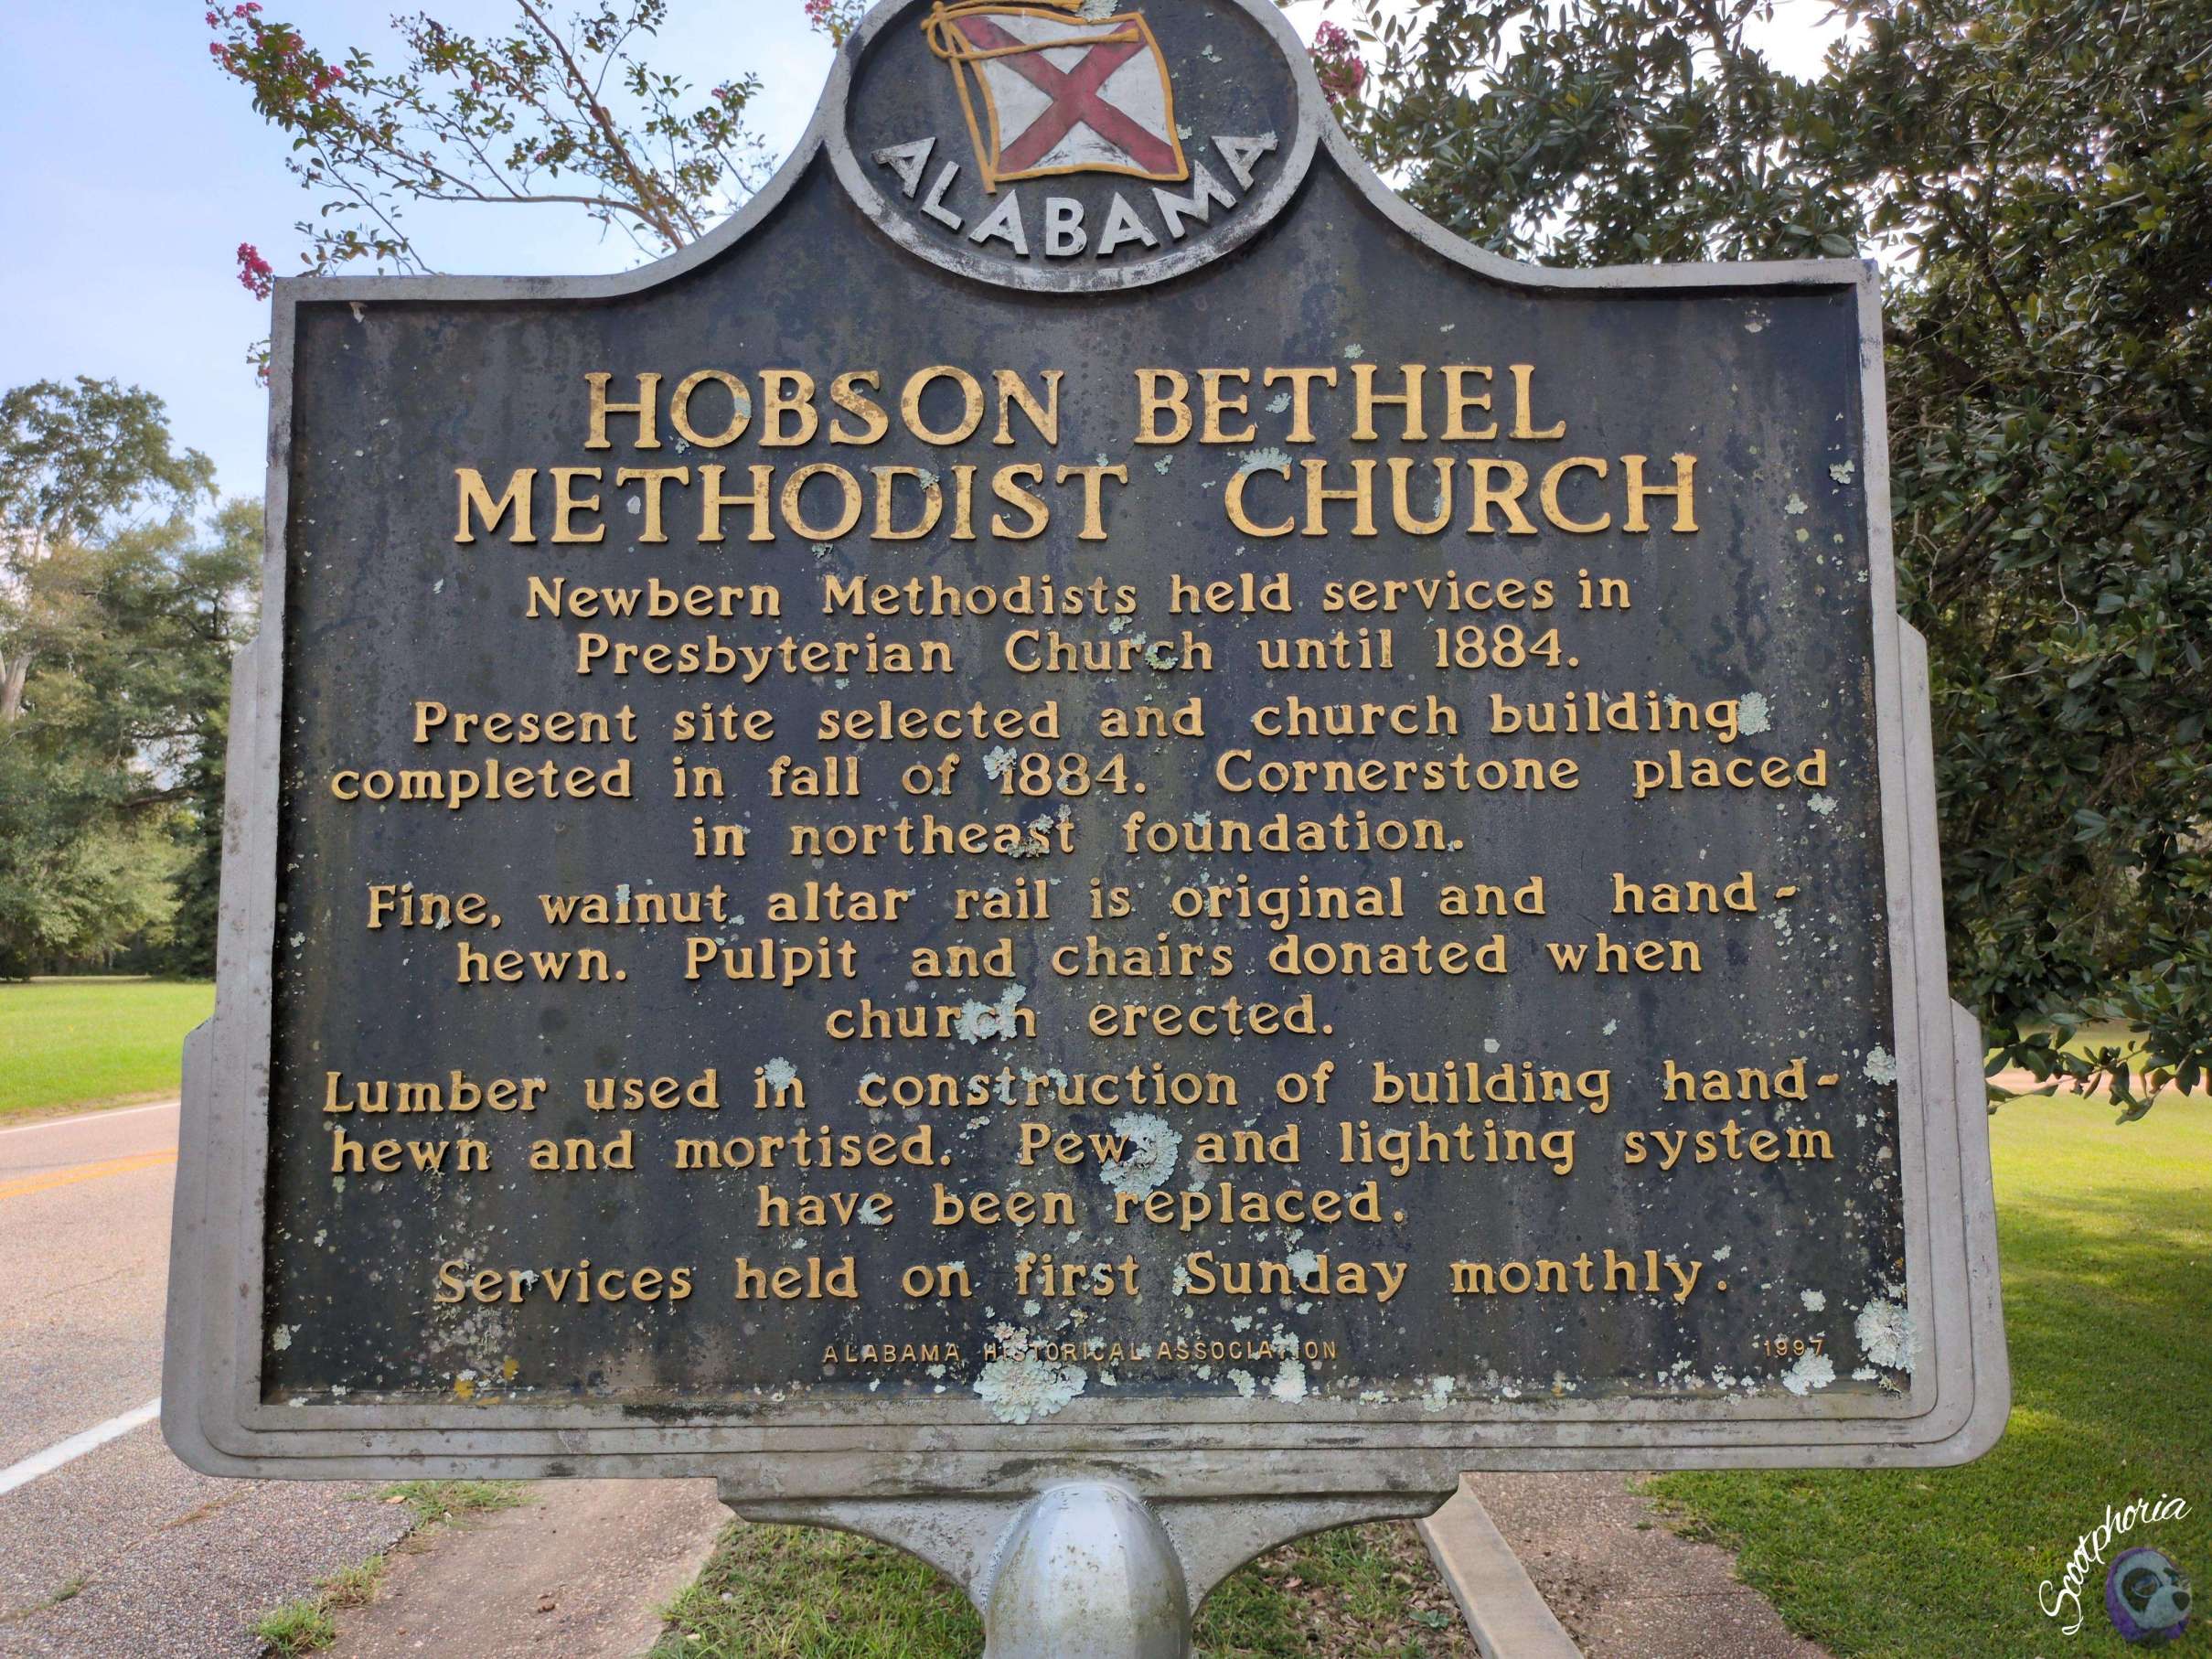 ALABAMA
HOBSON BETHEL
METHODIST CHURCH
Newbern Methodists held services in
Presbyterian Church until 1884.
Present site selected and church building
completed in fall of 1884. Cornerstone placed
in northeast foundation.
Fine, walnut altar rail is original and hand-
hewn. Pulpit and chairs donated when
church erected.
Lumber used in construction of building hand-
hewn and mortised. Pews and lighting system
have been replaced.
Services held on first Sunday monthly.
ALABAMA HISTORICAL ASSOCIATION 1997
Scotphoria